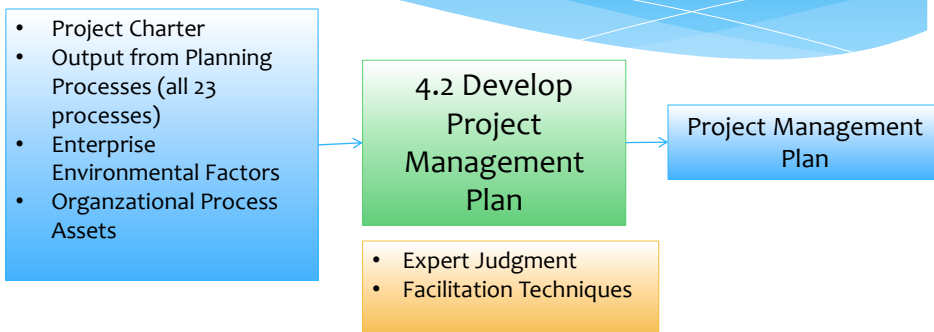 • Project Charter
• Output from Planning
Processes (all 23
processes)
• Enterprise
Environmental Factors
• Organzational Process
Assets
4.2 Develop
Project
Management
Plan
• Expert Judgment
• Facilitation Techniques
Project Management
Plan